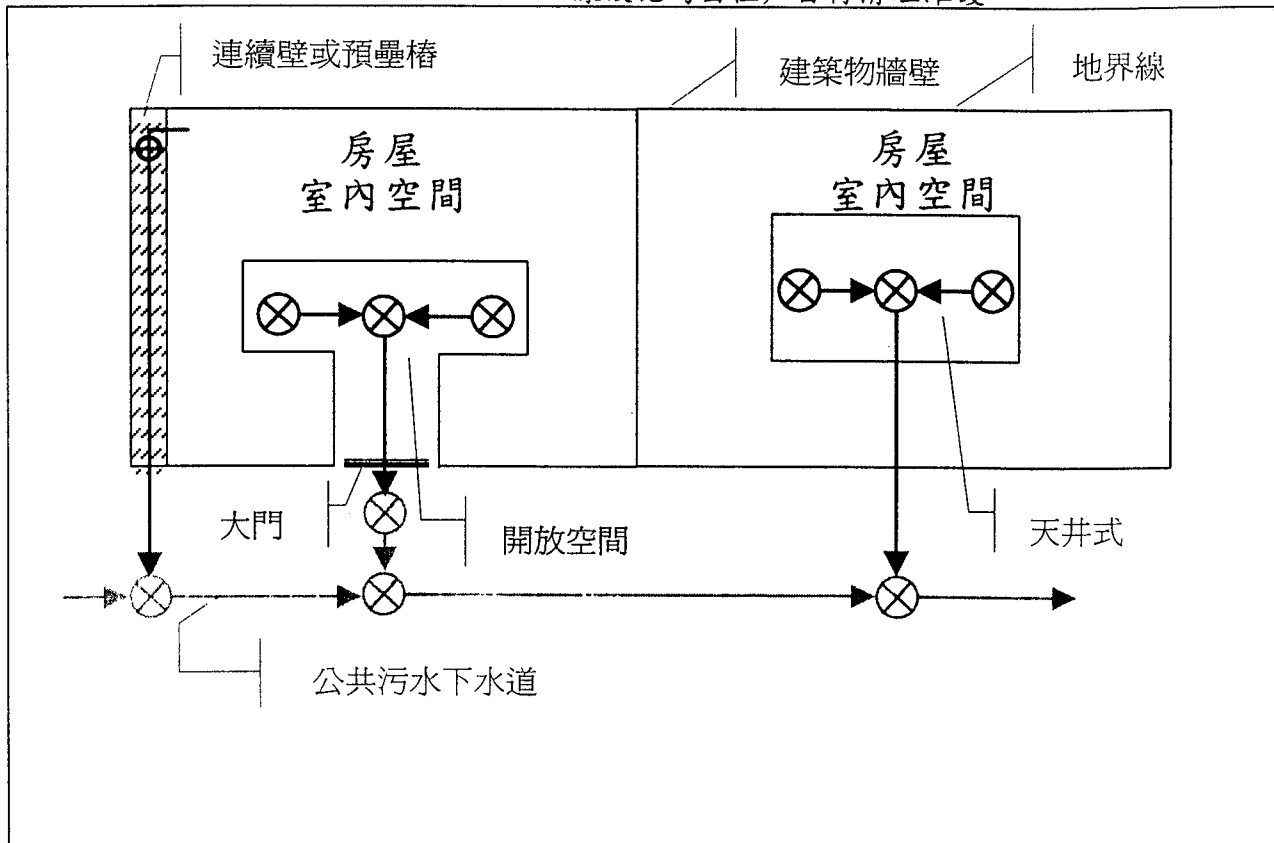 連續壁或預壘樁
建築物牆壁
地界線
房屋
室內空間
房屋
室內空間
大門
開放空間
天井式
公共污水下水道